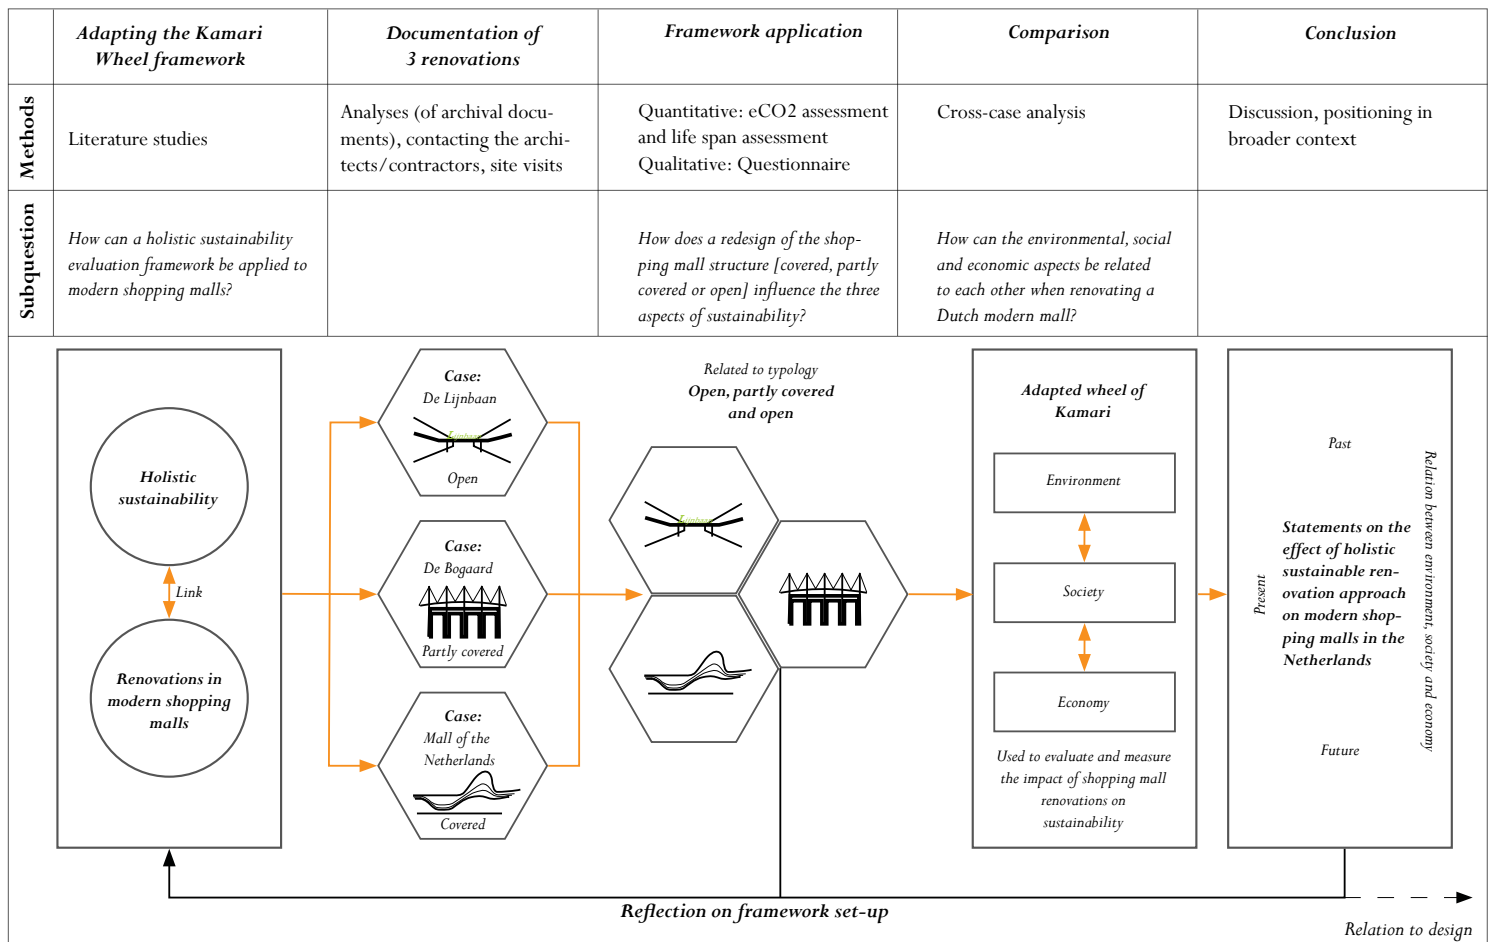 Adapting the Kamari
Wheel framework
Documentation of
3 renovations
Framework application
Comparison
Conclusion
Methods
Literature studies
Analyses (of archival docu-
ments), contacting the archi-
tects/contractors, site visits
Quantitative: eCO2 assessment
and life span assessment
Qualitative: Questionnaire
Cross-case analysis
Discussion, positioning in
broader context
Subquestion
How can a holistic sustainability
evaluation framework be applied to
modern shopping malls?
How does a redesign of the shop-
ping mall structure [covered, partly
covered or open] influence the three
aspects of sustainability?
How can the environmental, social
and economic aspects be related
to each other when renovating a
Dutch modern mall?
Holistic
sustainability
Link
Renovations in
modern shopping
malls
Case:
De Lijnbaan
Lijnbaan
Open
Case:
De Bogaard
Partly covered
Case:
Mall of the
Netherlands
Covered
Related to typology
Open, partly covered
and open
Lijnbaan
Adapted wheel of
Kamari
Environment
Society
Economy
Used to evaluate and measure
the impact of shopping mall
renovations on
sustainability
Past
Present
Statements on the
effect of holistic
sustainable ren-
ovation approach
on modern shop-
ping malls in the
Netherlands
Future
Relation between environment, society and economy
Reflection on framework set-up
Relation to design